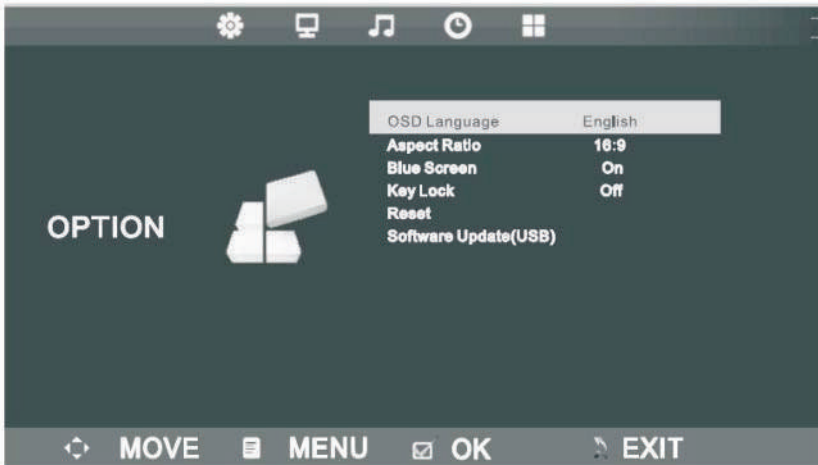 OPTION
OSD Language English
Aspect Ratio 16:9
Blue Screen On
Key Lock Off
Reset
Software Update(USB)
MOVE MENU OK EXIT